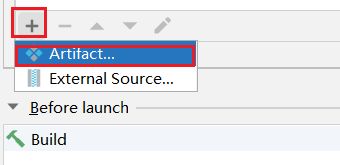 Artifact...
External Source...
Before launch
Build